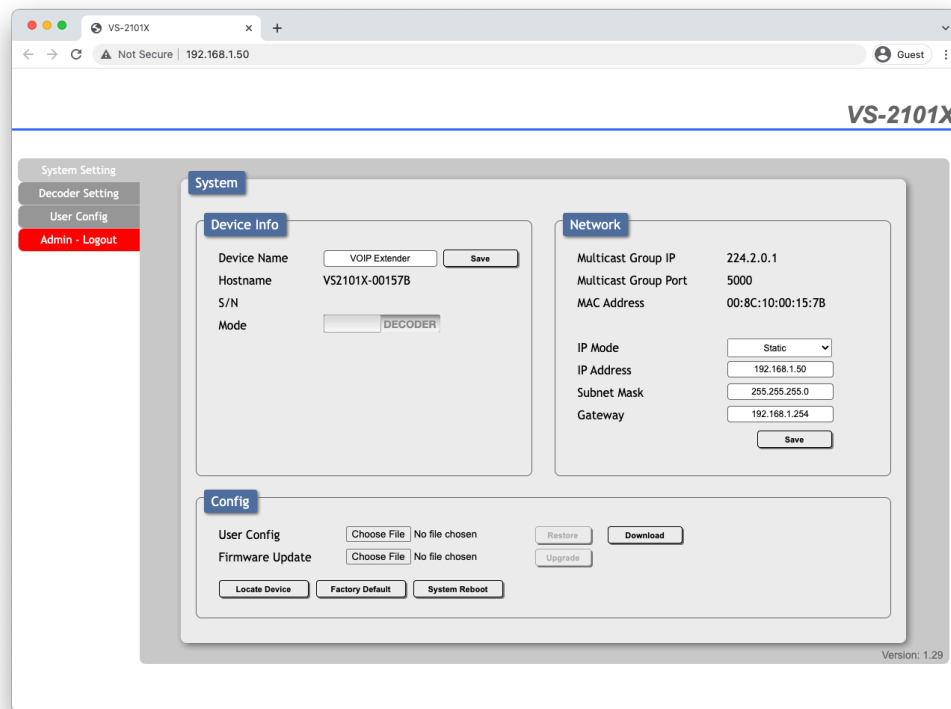 VS-2101X
Not Secure
192.168.1.50
Guest
VS-2101X
System Setting
Decoder Setting
User Config
Admin - Logout
System
Device Info
Device Name
VOIP Extender
Save
Hostname
VS2101X-00157B
S/N
Mode
DECODER
Network
Multicast Group IP
224.2.0.1
Multicast Group Port
5000
MAC Address
00:8C:10:00:15:7B
IP Mode
Static
IP Address
192.168.1.50
Subnet Mask
255.255.255.0
Gateway
192.168.1.254
Save
Config
User Config
Choose File
No file chosen
Restore
Download
Firmware Update
Choose File
No file chosen
Upgrade
Locate Device
Factory Default
System Reboot
Version: 1.29